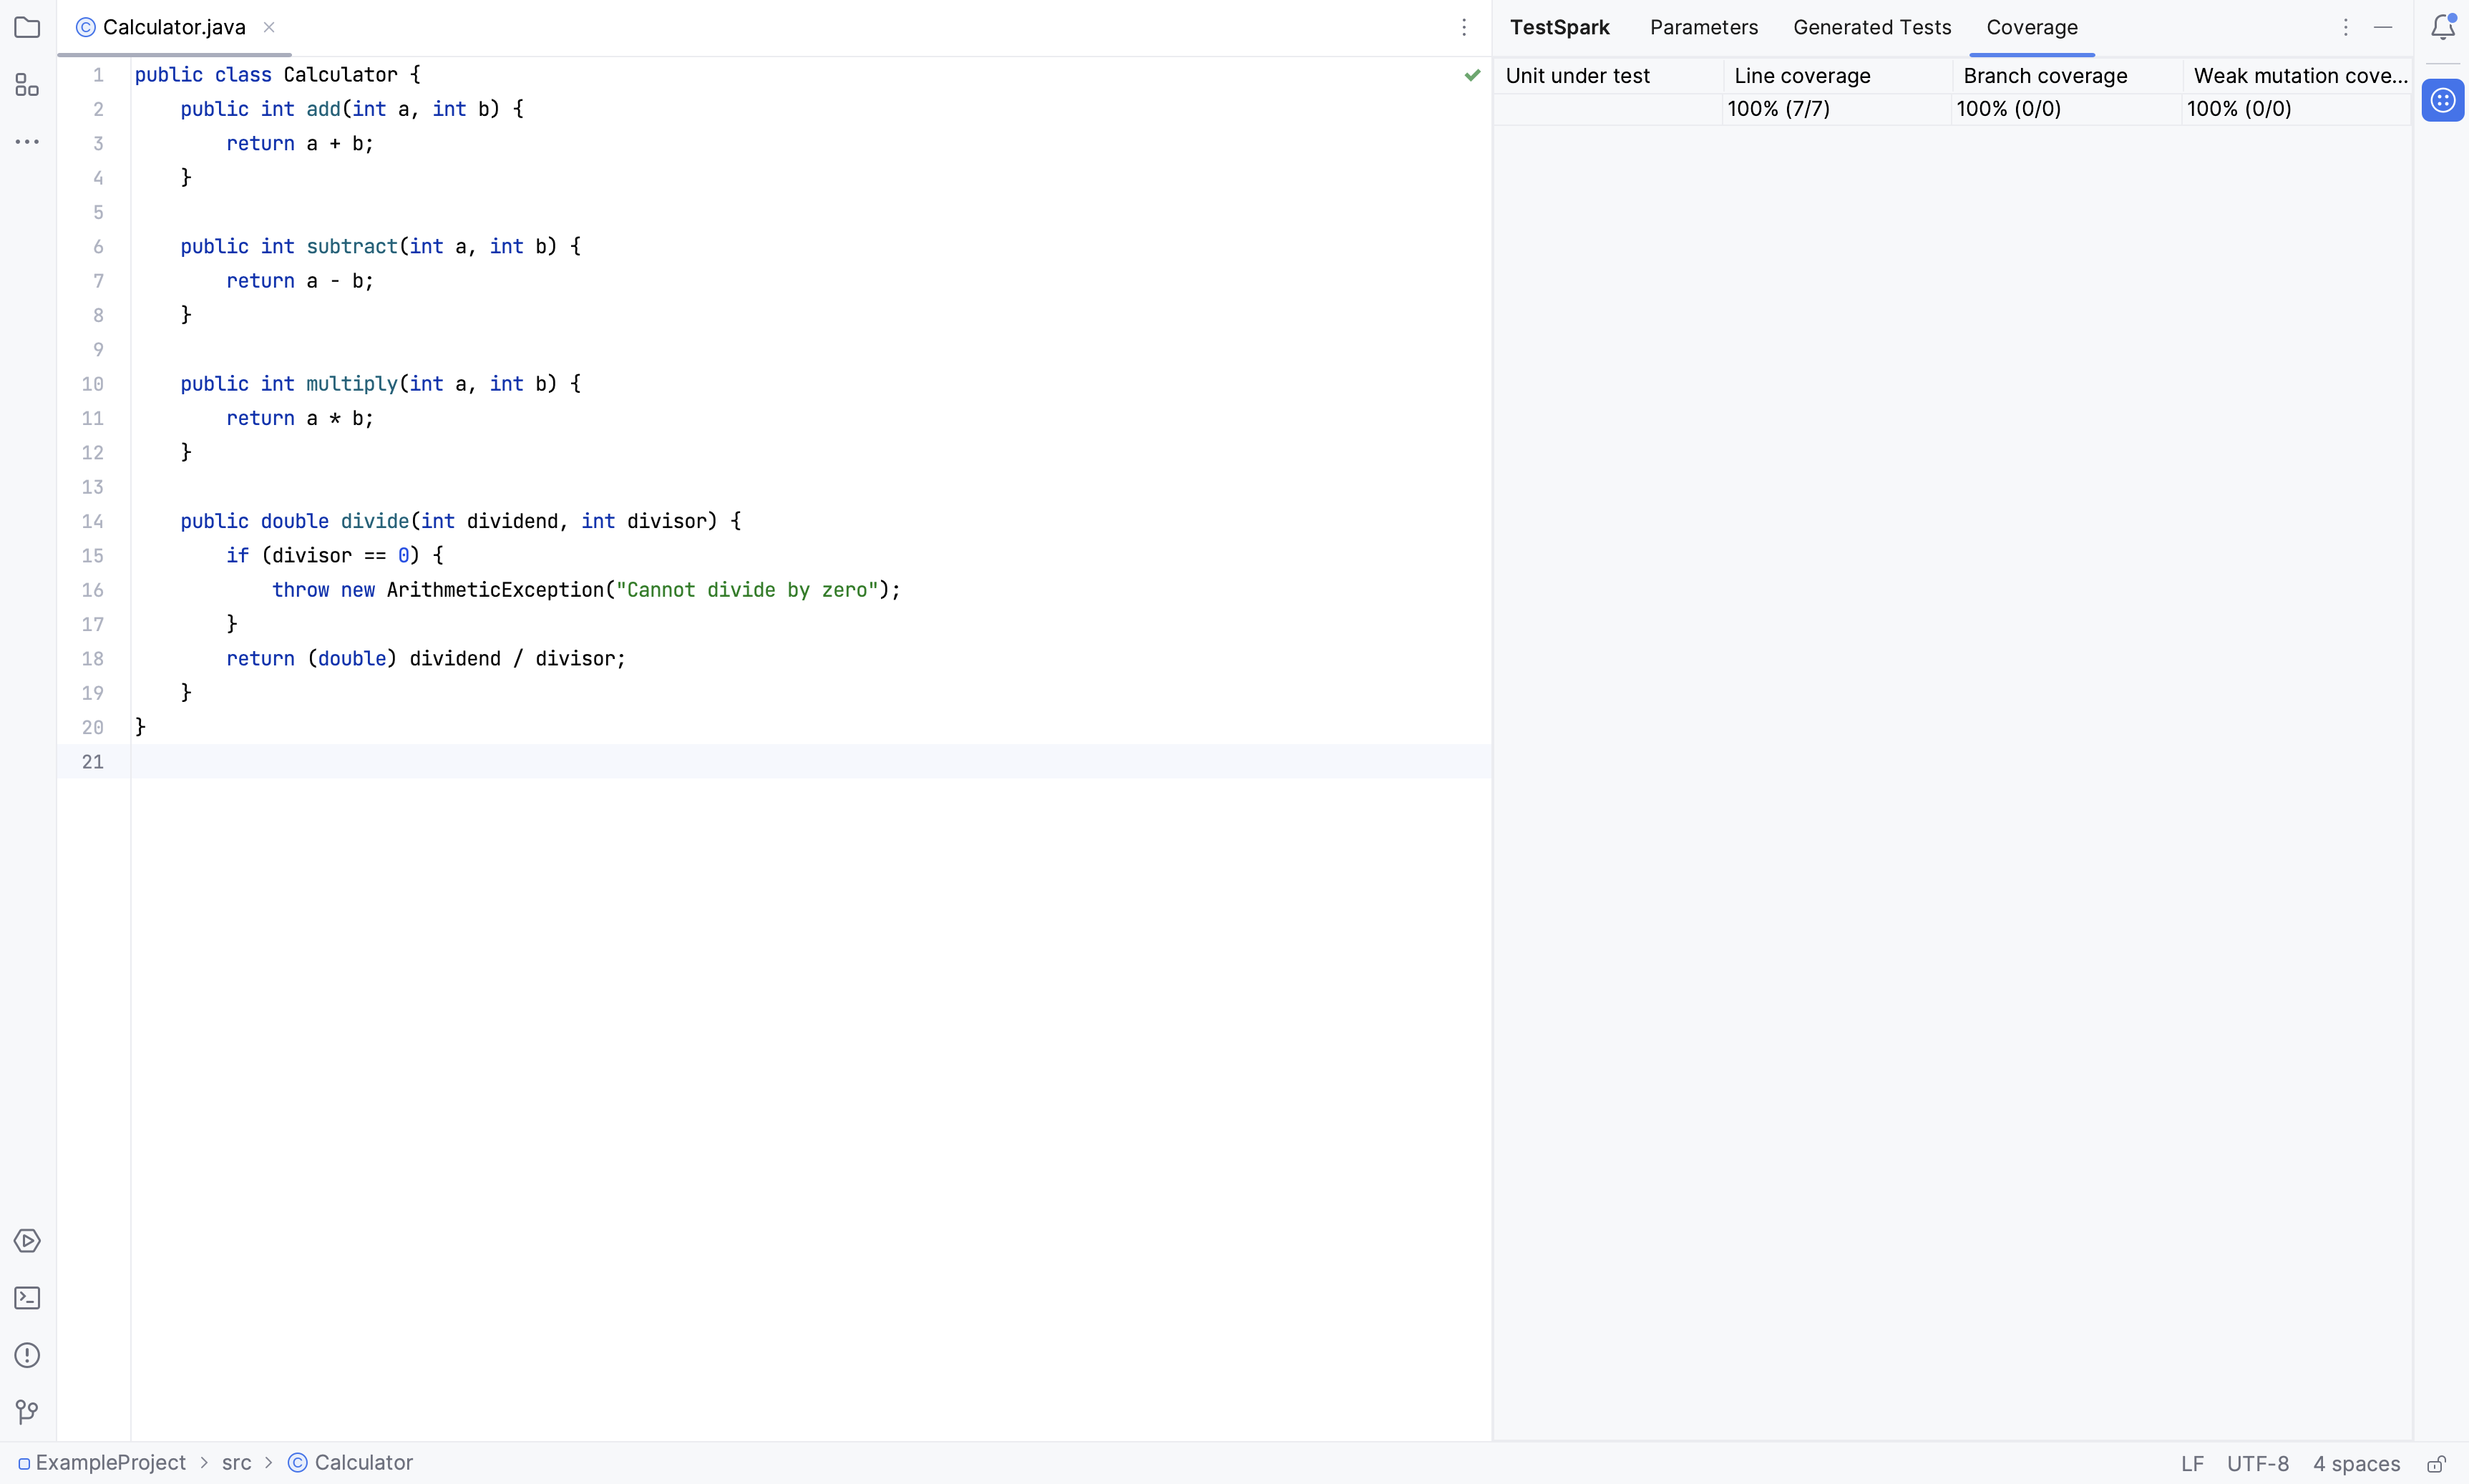 Calculator.java
1 public class Calculator {
2     public int add(int a, int b) {
3         return a + b;
4     }
5
6     public int subtract(int a, int b) {
7         return a - b;
8     }
9
10     public int multiply(int a, int b) {
11         return a * b;
12     }
13
14     public double divide(int dividend, int divisor) {
15         if (divisor == 0) {
16             throw new ArithmeticException("Cannot divide by zero");
17         }
18         return (double) dividend / divisor;
19     }
20 }
21
TestSpark Parameters Generated Tests Coverage
Unit under test Line coverage Branch coverage Weak mutation cove...
100% (7/7) 100% (0/0) 100% (0/0)
ExampleProject > src > Calculator
LF UTF-8 4 spaces